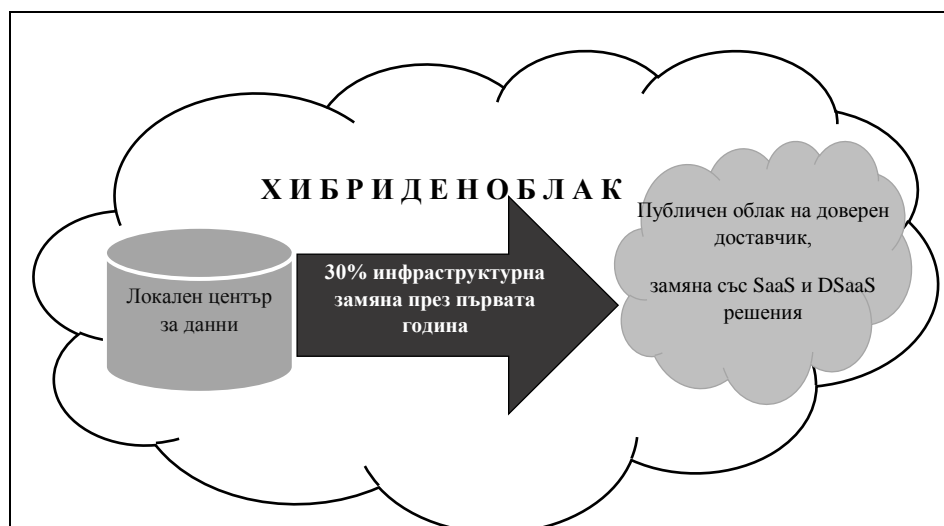 Х И Б Р И Д Е Н О Б Л А К
Публичен облак на доверен
доставчик,
замяна със SaaS и DSaaS
решения
30% инфраструктурна
замяна през първата
година
Локален център
за данни